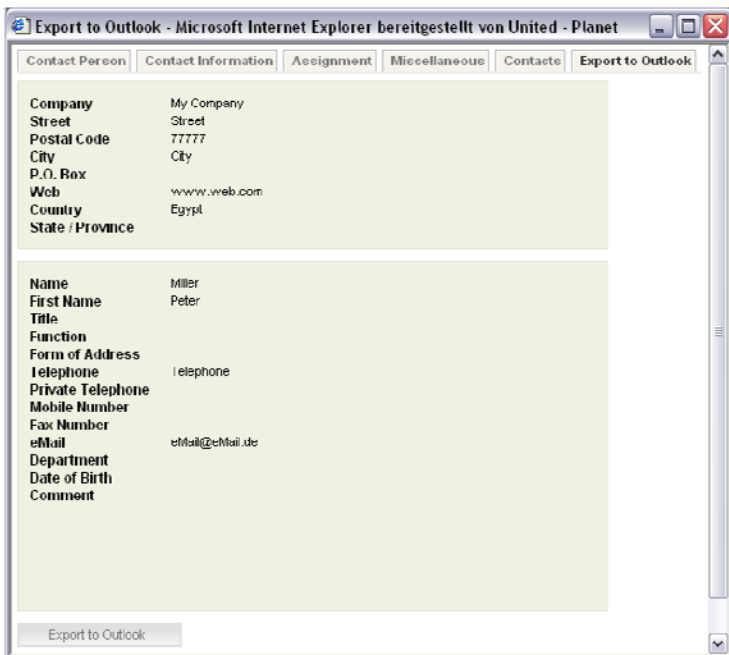 Export to Outlook - Microsoft Internet Explorer bereitgestellt von United - Planet
Contact Person Contact Information Assignment Miscellaneous Contacts Export to Outlook
Company My Company
Street Street
Postal Code 77777
City City
P.O. Box
Web www.web.com
Country Egypt
State / Province
Name Miller
First Name Peter
Title
Function
Form of Address
Telephone Telephone
Private Telephone
Mobile Number
Fax Number
eMail eMail@eMail.de
Department
Date of Birth
Comment
Export to Outlook